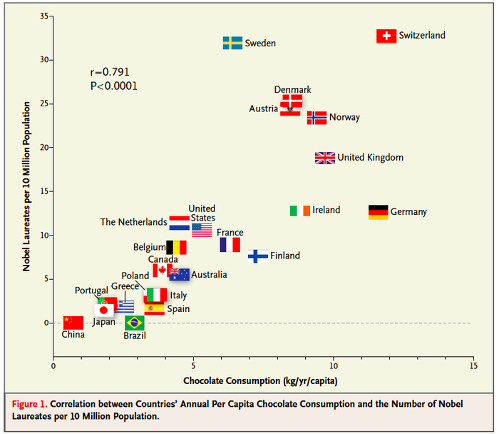 35
30
25
20
15
10
5
0
Nobel Laureates per 10 Million Population
r=0.791
P<0.0001
Sweden
Switzerland
Denmark
Austria
Norway
United Kingdom
Ireland
Germany
United
States
The Netherlands
France
Belgium
Finland
Canada
Australia
Poland
Greece
Portugal
Italy
Spain
Japan
China
Brazil
0
5
10
15
Chocolate Consumption (kg/yr/capita)
Figure 1. Correlation between Countries' Annual Per Capita Chocolate Consumption and the Number of Nobel
Laureates per 10 Million Population.